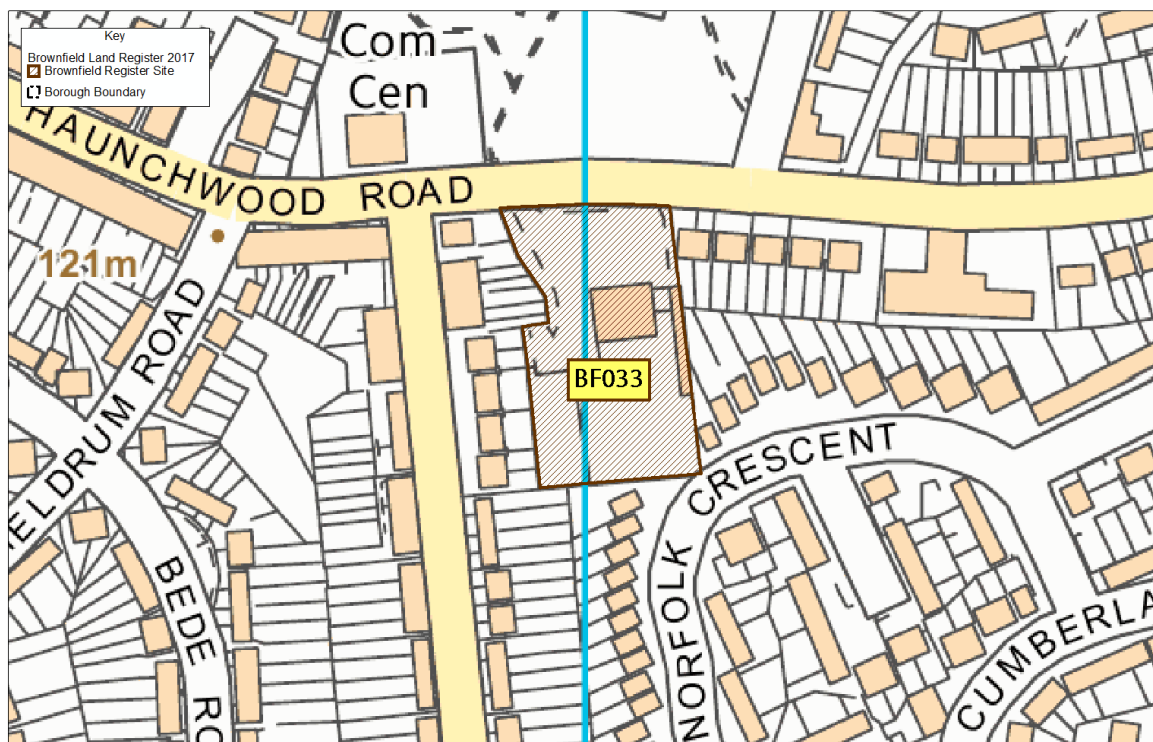 Key
Brownfield Land Register 2017
Brownfield Register Site
Borough Boundary
Com
Cen
HAUNCHWOOD ROAD
121m
BF033
CRESCENT
NORFOLK
ROAD
BEDE RO
CUMBERLA